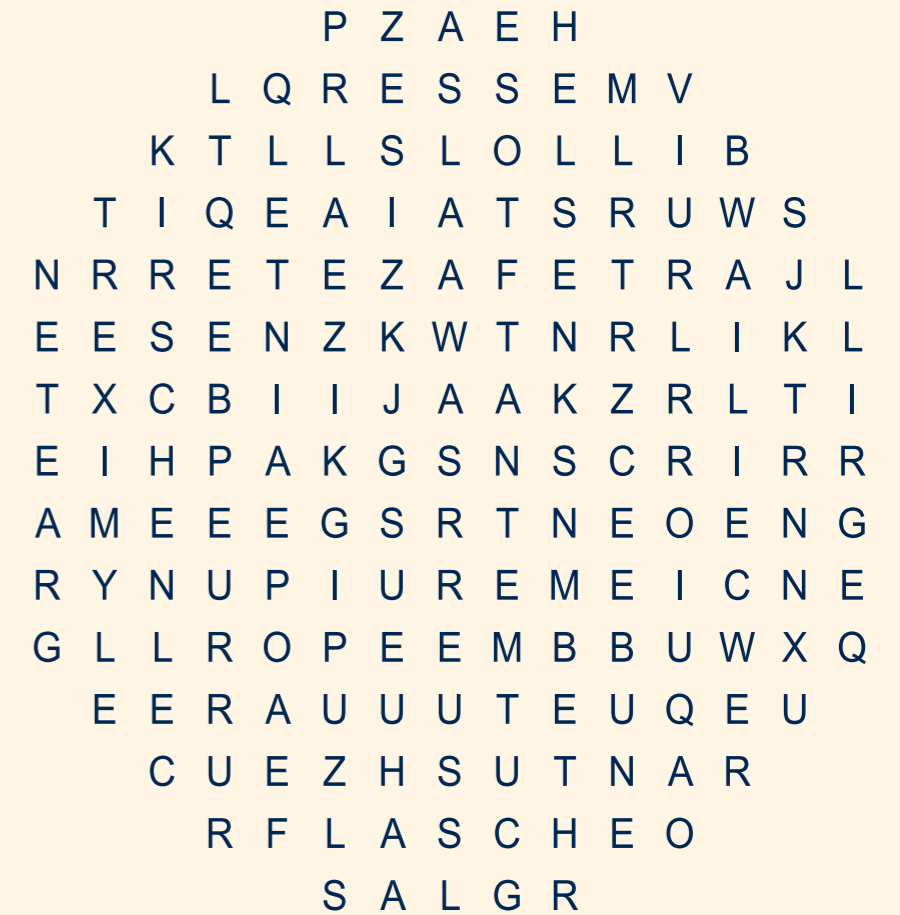 P Z A E H
L Q R E S S E M V
K T L L S L O L L I B
T I Q E A I A T S R U W S
N R R E T E Z A F E T R A J L
E E S E N Z K W T N R L I K L
T X C B I I J A A K Z R L T I
E I H P A K G S N S C R I R R
A M E E E G S R T N E O E N G
R Y N U P I U R E M E I C N E
G L L R O P E E M B B U W X Q
E E R A U U U T E U Q E U
C U E Z H S U T N A R
R F L A S C H E O
S A L G R